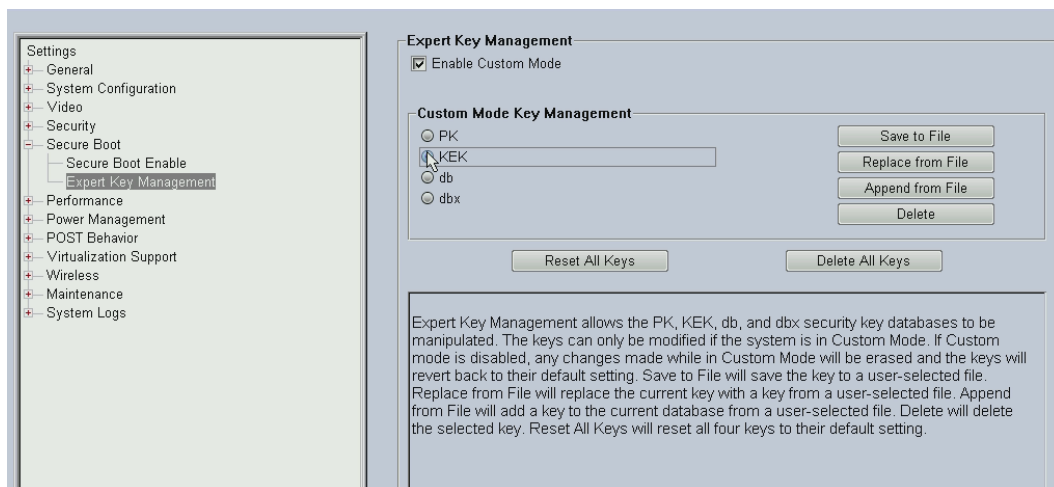 Settings
General
System Configuration
Video
Security
Secure Boot
Secure Boot Enable
Expert Key Management
Performance
Power Management
POST Behavior
Virtualization Support
Wireless
Maintenance
System Logs
Expert Key Management
Enable Custom Mode
Custom Mode Key Management
PK
KEK
db
dbx
Save to File
Replace from File
Append from File
Delete
Reset All Keys
Delete All Keys
Expert Key Management allows the PK, KEK, db, and dbx security key databases to be
manipulated. The keys can only be modified if the system is in Custom Mode. If Custom
mode is disabled, any changes made while in Custom Mode will be erased and the keys will
revert back to their default setting. Save to File will save the key to a user-selected file.
Replace from File will replace the current key with a key from a user-selected file. Append
from File will add a key to the current database from a user-selected file. Delete will delete
the selected key. Reset All Keys will reset all four keys to their default setting.